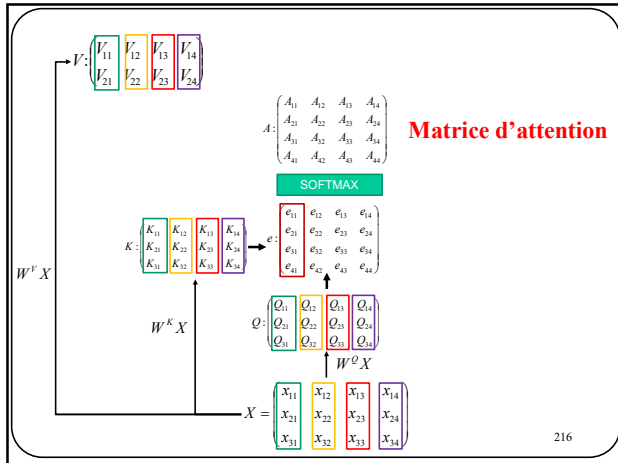 V: ( V₁₁ V₁₂ V₁₃ V₁₄
V₂₁ V₂₂ V₂₃ V₂₄ )
A: ( A₁₁ A₁₂ A₁₃ A₁₄
A₂₁ A₂₂ A₂₃ A₂₄
A₃₁ A₃₂ A₃₃ A₃₄
A₄₁ A₄₂ A₄₃ A₄₄ )
Matrice d'attention
SOFTMAX
K: ( K₁₁ K₁₂ K₁₃ K₁₄
K₂₁ K₂₂ K₂₃ K₂₄
K₃₁ K₃₂ K₃₃ K₃₄ )
e: ( e₁₁ e₁₂ e₁₃ e₁₄
e₂₁ e₂₂ e₂₃ e₂₄
e₃₁ e₃₂ e₃₃ e₃₄
e₄₁ e₄₂ e₄₃ e₄₄ )
Wⱽ X
Wᴷ X
Q: ( Q₁₁ Q₁₂ Q₁₃ Q₁₄
Q₂₁ Q₂₂ Q₂₃ Q₂₄
Q₃₁ Q₃₂ Q₃₃ Q₃₄ )
W^Q X
X = ( x₁₁ x₁₂ x₁₃ x₁₄
x₂₁ x₂₂ x₂₃ x₂₄
x₃₁ x₃₂ x₃₃ x₃₄ )
216